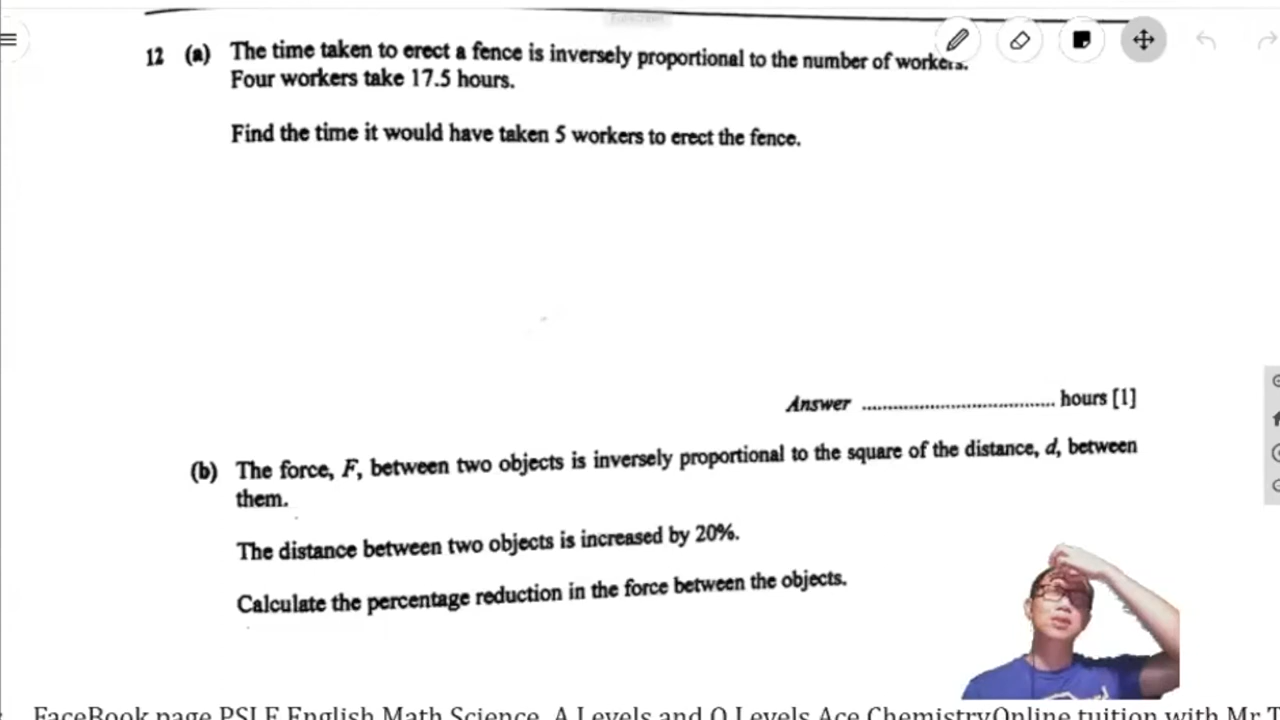 12 (a) The time taken to erect a fence is inversely proportional to the number of workers.
Four workers take 17.5 hours.
Find the time it would have taken 5 workers to erect the fence.
Answer ...................................... hours [1]
(b) The force, F, between two objects is inversely proportional to the square of the distance, d, between
them.
The distance between two objects is increased by 20%.
Calculate the percentage reduction in the force between the objects.
FaceBook page PSLE English Math Science, A Levels and O Levels Ace ChemistryOnline tuition with Mr T